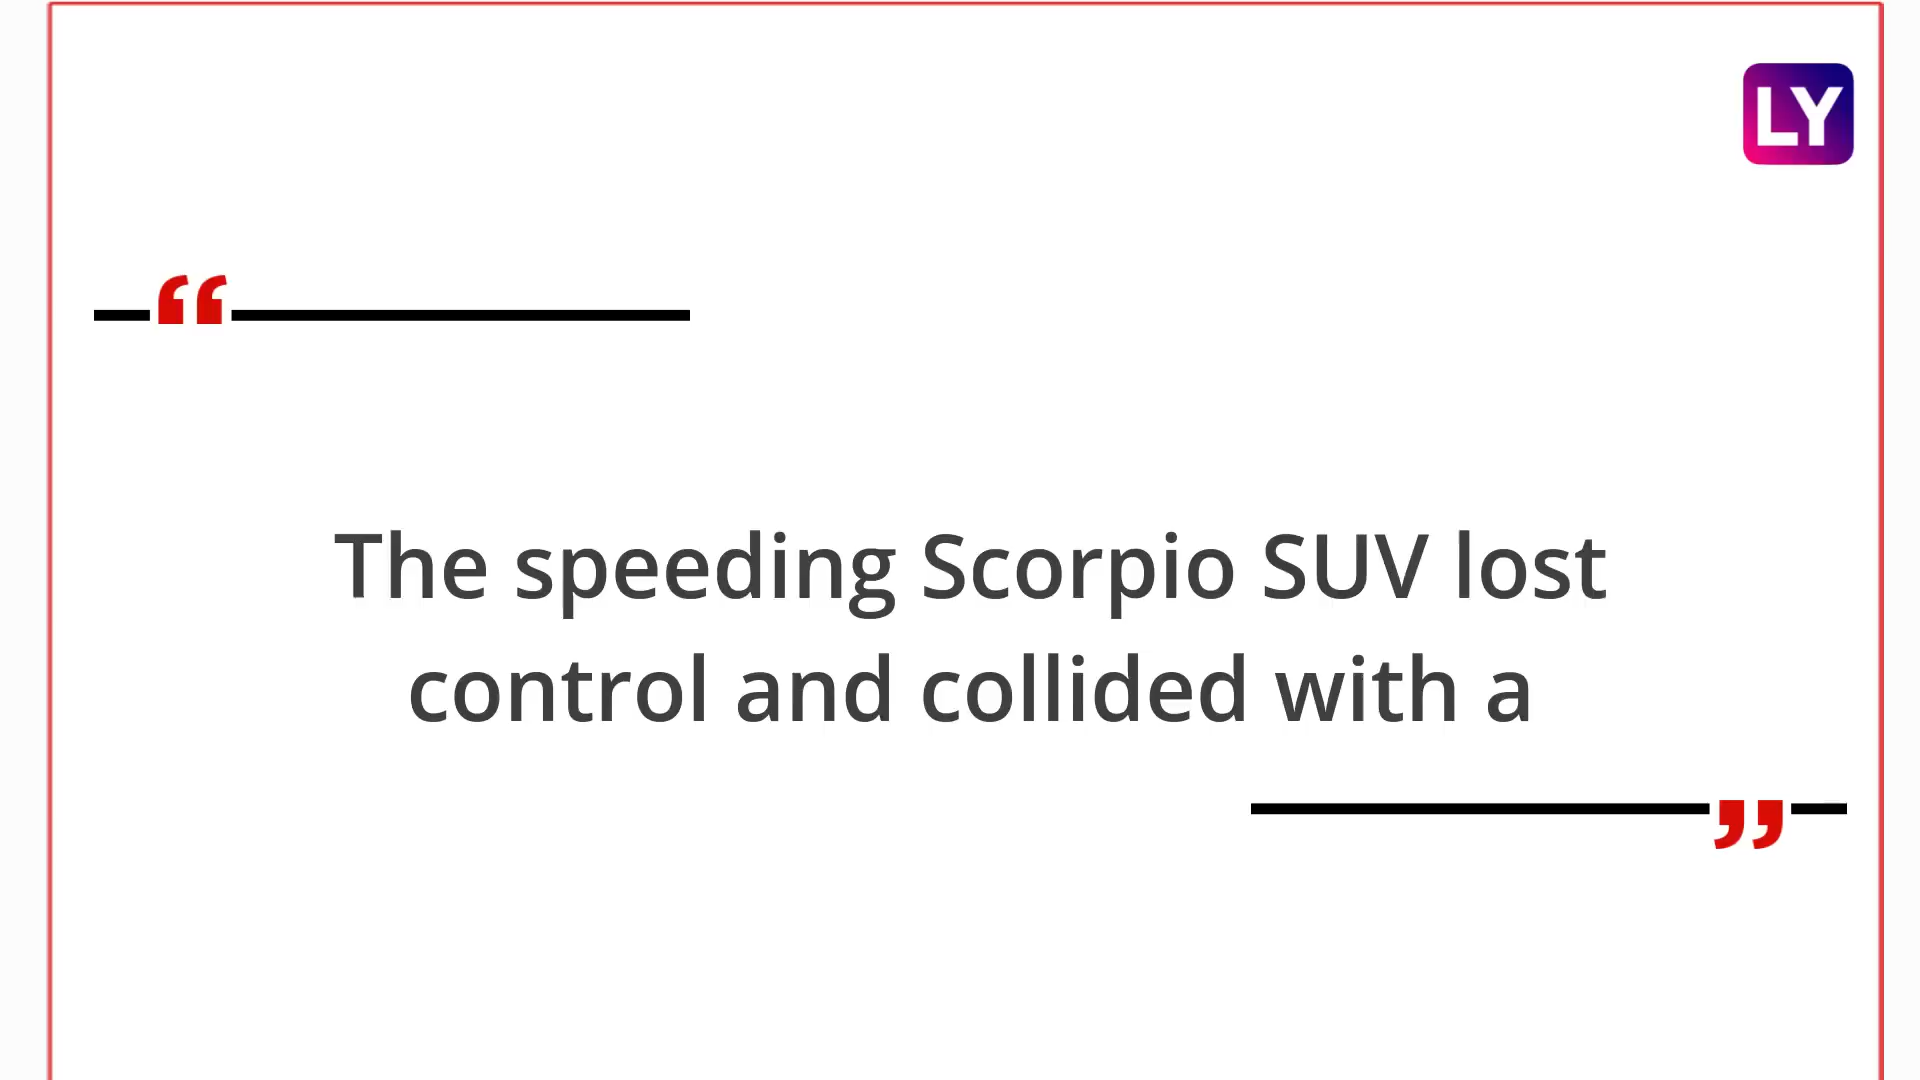 LY
“
The speeding Scorpio SUV lost
control and collided with a
”